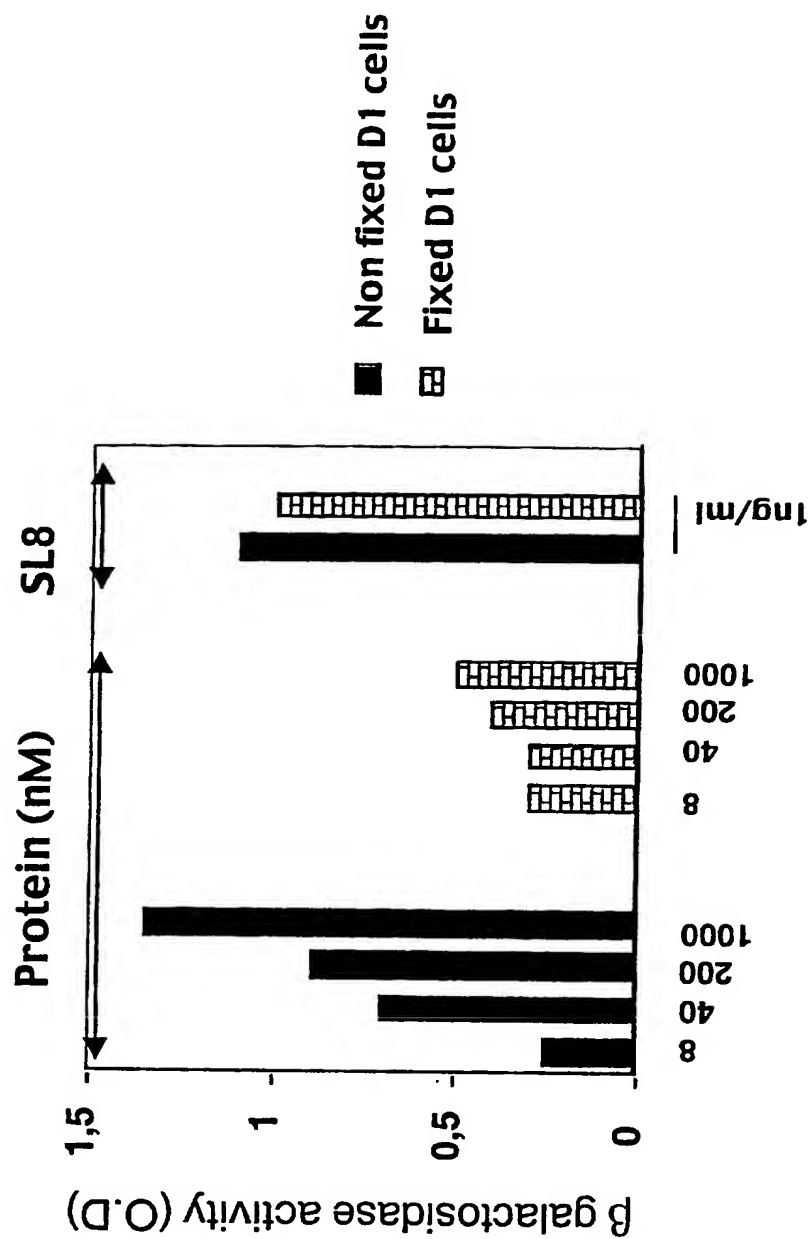 Protein (nM)
SL8
1,5
1
0,5
0
β galactosidase activity (O.D)
8
40
200
1000
8
40
200
1000
1ng/ml
Non fixed D1 cells
Fixed D1 cells